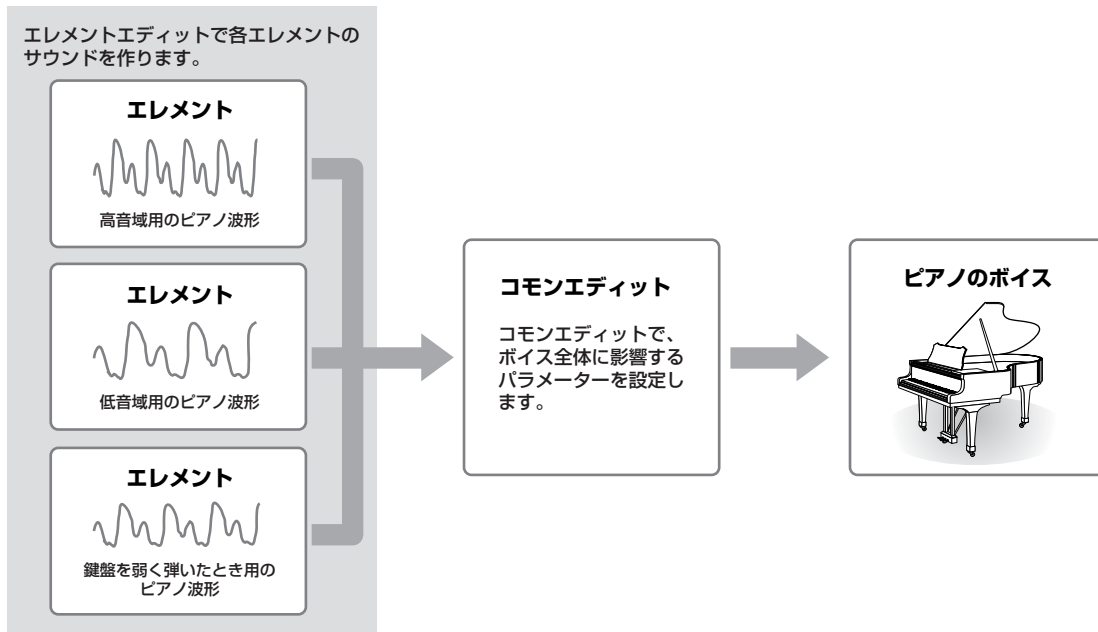 エレメントエディットで各エレメントの
サウンドを作ります。
エレメント
高音域用のピアノ波形
エレメント
低音域用のピアノ波形
エレメント
鍵盤を弱く弾いたとき用の
ピアノ波形
コモンエディット
コモンエディットで、
ボイス全体に影響する
パラメーターを設定し
ます。
ピアノのボイス